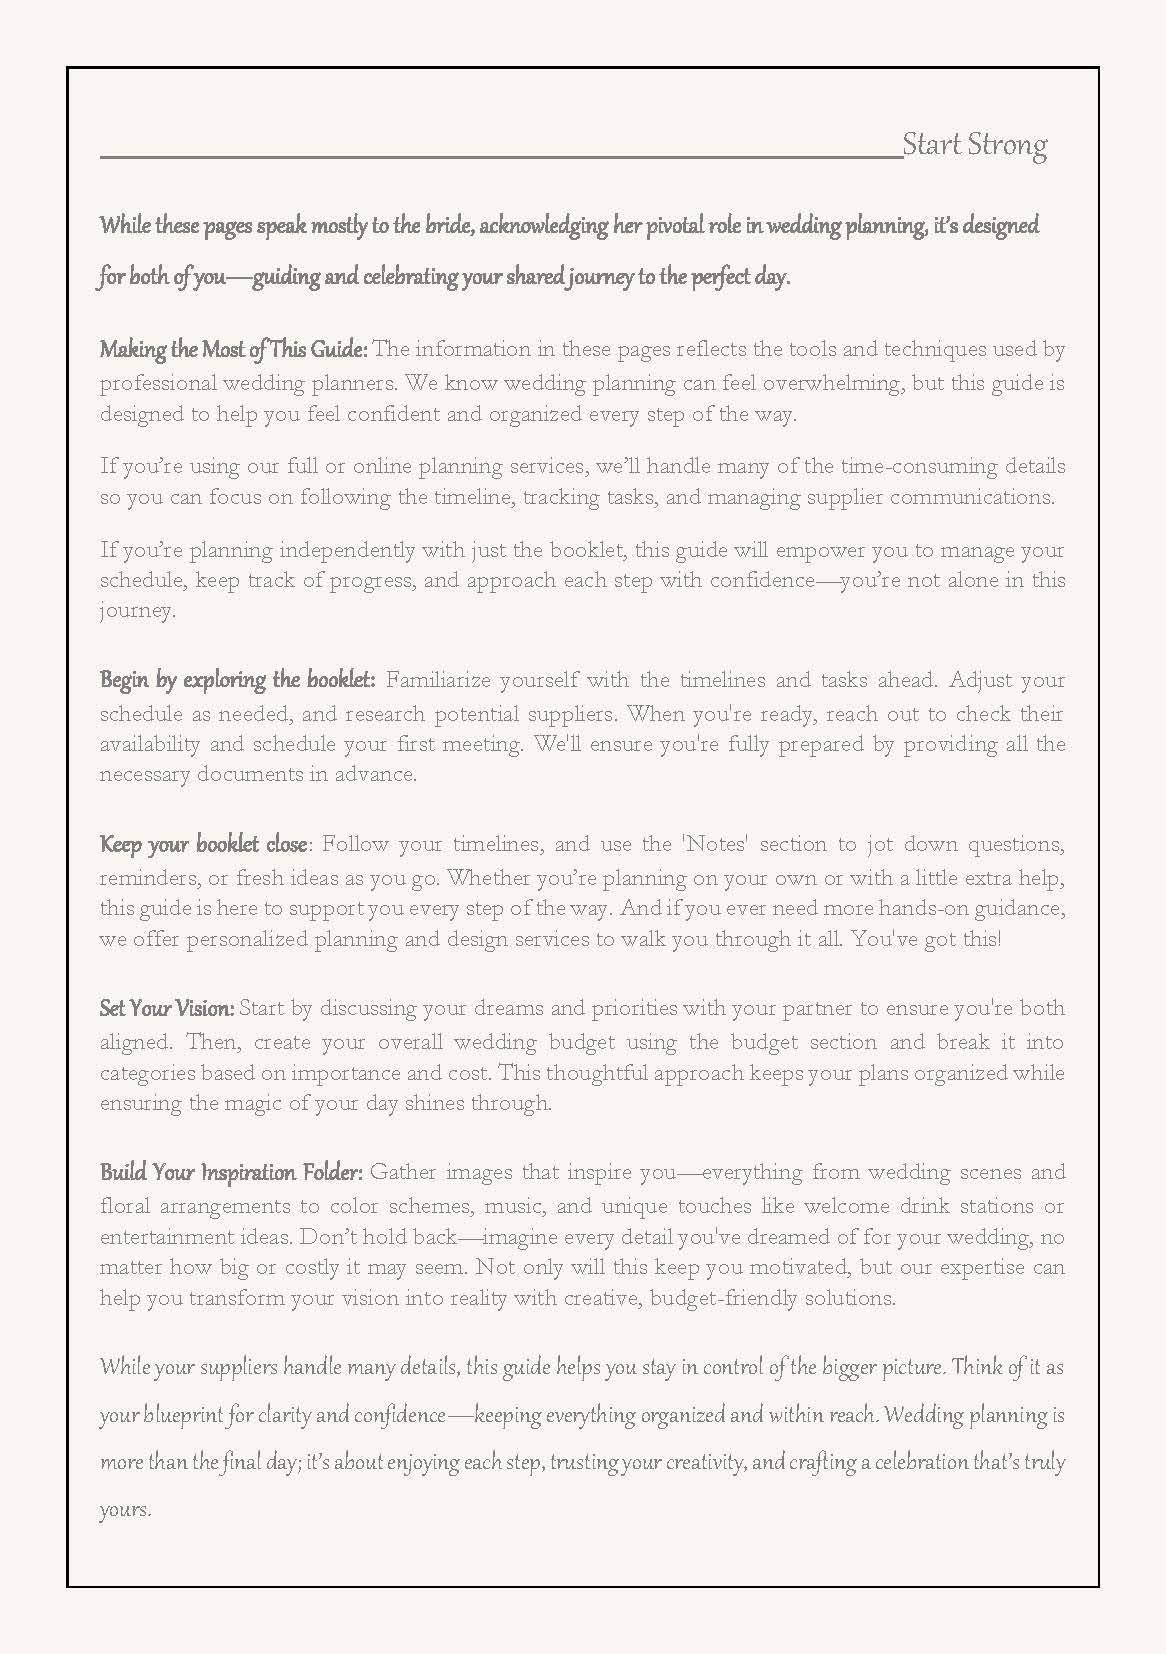 Start Strong
While these pages speak mostly to the bride, acknowledging her pivotal role in wedding planning, it’s designed
for both of you—guiding and celebrating your shared journey to the perfect day.
Making the Most of This Guide: The information in these pages reflects the tools and techniques used by
professional wedding planners. We know wedding planning can feel overwhelming, but this guide is
designed to help you feel confident and organized every step of the way.
If you’re using our full or online planning services, we’ll handle many of the time-consuming details
so you can focus on following the timeline, tracking tasks, and managing supplier communications.
If you’re planning independently with just the booklet, this guide will empower you to manage your
schedule, keep track of progress, and approach each step with confidence—you’re not alone in this
journey.
Begin by exploring the booklet: Familiarize yourself with the timelines and tasks ahead. Adjust your
schedule as needed, and research potential suppliers. When you're ready, reach out to check their
availability and schedule your first meeting. We'll ensure you're fully prepared by providing all the
necessary documents in advance.
Keep your booklet close: Follow your timelines, and use the 'Notes' section to jot down questions,
reminders, or fresh ideas as you go. Whether you’re planning on your own or with a little extra help,
this guide is here to support you every step of the way. And if you ever need more hands-on guidance,
we offer personalized planning and design services to walk you through it all. You've got this!
Set Your Vision: Start by discussing your dreams and priorities with your partner to ensure you're both
aligned. Then, create your overall wedding budget using the budget section and break it into
categories based on importance and cost. This thoughtful approach keeps your plans organized while
ensuring the magic of your day shines through.
Build Your Inspiration Folder: Gather images that inspire you—everything from wedding scenes and
floral arrangements to color schemes, music, and unique touches like welcome drink stations or
entertainment ideas. Don’t hold back—imagine every detail you've dreamed of for your wedding, no
matter how big or costly it may seem. Not only will this keep you motivated, but our expertise can
help you transform your vision into reality with creative, budget-friendly solutions.
While your suppliers handle many details, this guide helps you stay in control of the bigger picture. Think of it as
your blueprint for clarity and confidence—keeping everything organized and within reach. Wedding planning is
more than the final day; it’s about enjoying each step, trusting your creativity, and crafting a celebration that’s truly
yours.